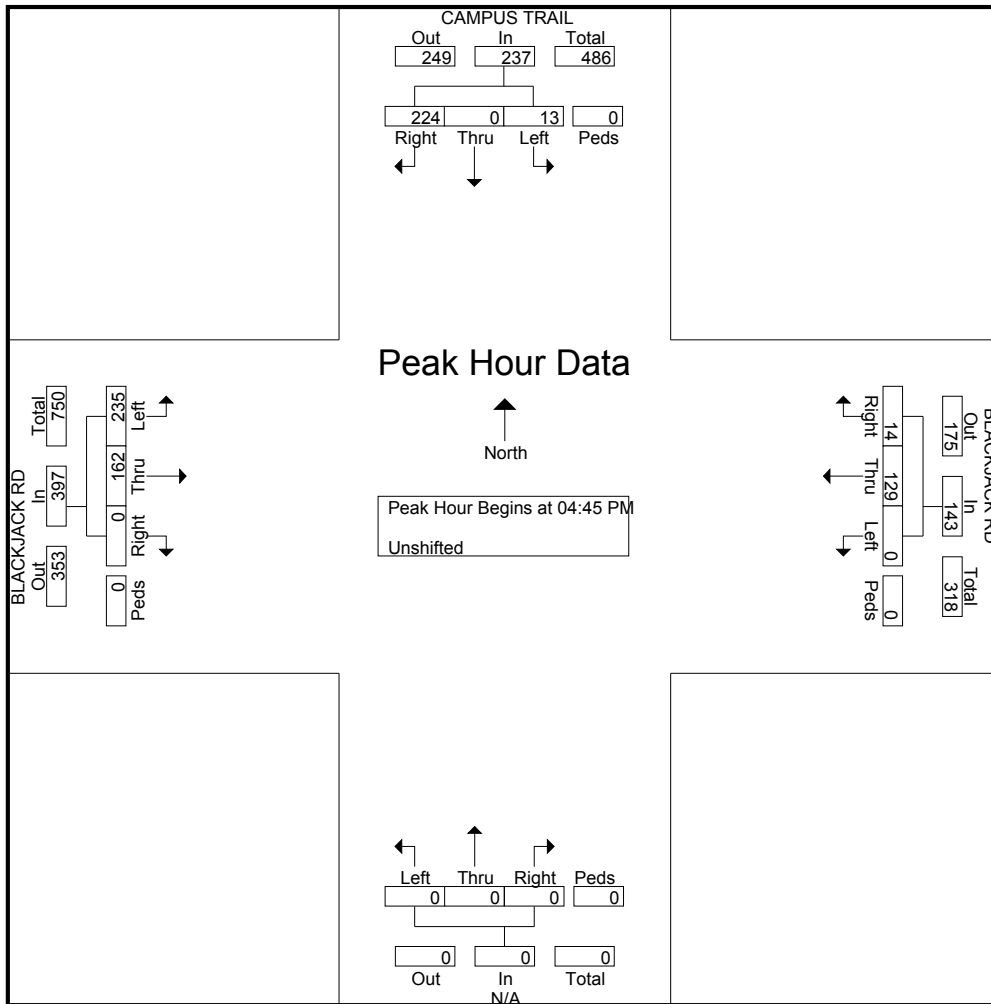 CAMPUS TRAIL
Out In Total
249 237 486
224 0 13 0
Right Thru Left Peds
Peak Hour Data
North
Peak Hour Begins at 04:45 PM
Unshifted
BLACKJACK RD
Out In Total
353 397 750
235 162 0 0
Left Thru Right Peds
BLACKJACK RD
Out In Total
175 143 318
14 129 0 0
Right Thru Left Peds
Left Thru Right Peds
0 0 0 0
0 0 0
Out In Total
N/A